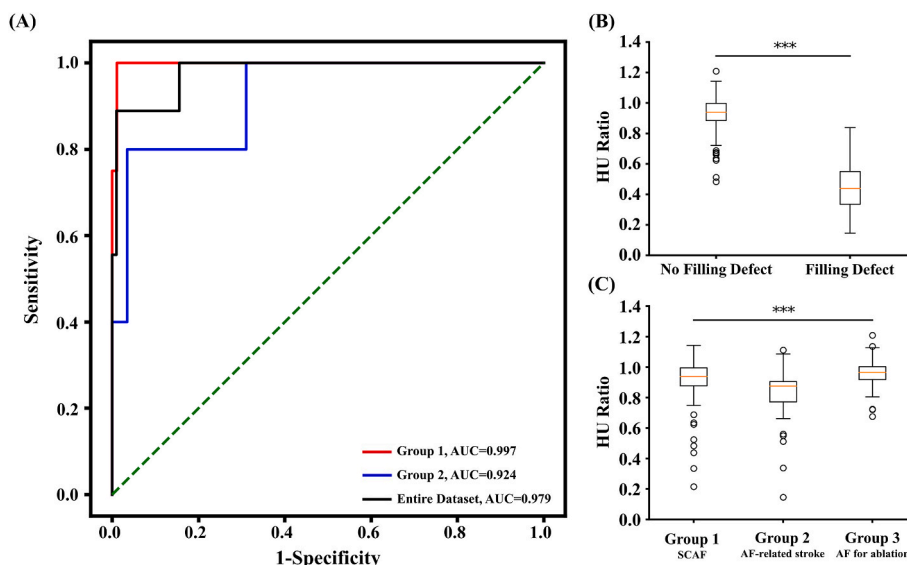 (A)
Sensitivity
1.0
0.8
0.6
0.4
0.2
0.0
0.0 0.2 0.4 0.6 0.8 1.0
1-Specificity
Group 1, AUC=0.997
Group 2, AUC=0.924
Entire Dataset, AUC=0.979
(B)
HU Ratio
1.4
1.2
1.0
0.8
0.6
0.4
0.2
0.0
***
No Filling Defect Filling Defect
(C)
HU Ratio
1.4
1.2
1.0
0.8
0.6
0.4
0.2
0.0
***
Group 1 Group 2 Group 3
SCAF AF-related stroke AF for ablation